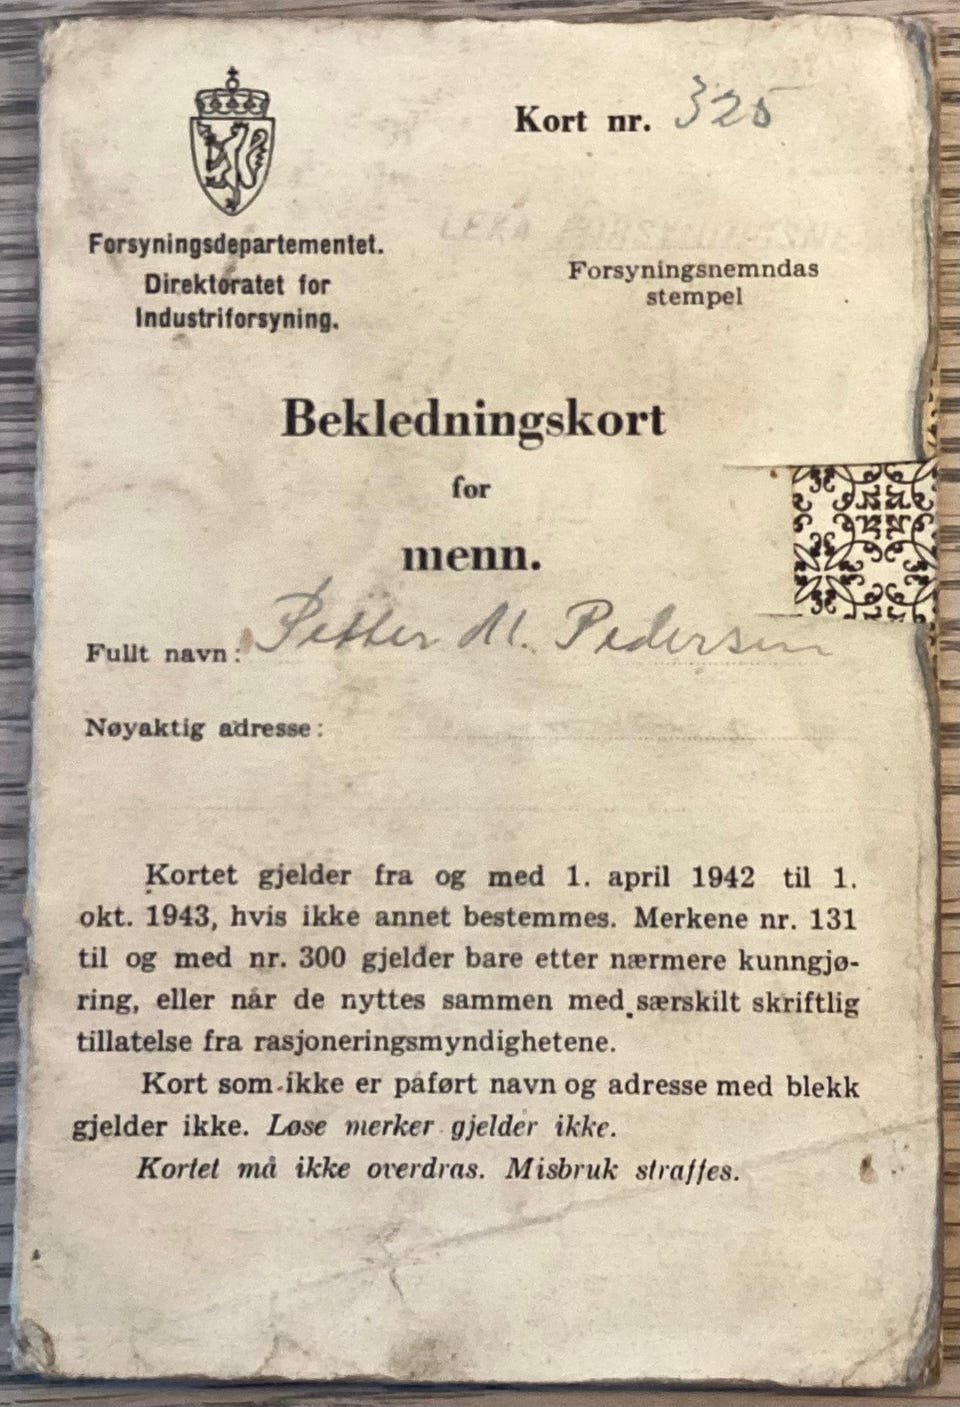 Kort nr. 325
Forsyningsdepartementet.
Direktoratet for
Industriforsyning.
LEKA
Forsyningsnemndas
stempel
Bekledningskort
for
menn.
Fullt navn: Petter M. Pedersen
Nøyaktig adresse:
Kortet gjelder fra og med 1. april 1942 til 1.
okt. 1943, hvis ikke annet bestemmes. Merkene nr. 131
til og med nr. 300 gjelder bare etter nærmere kunngjø-
ring, eller når de nyttes sammen med særskilt skriftlig
tillatelse fra rasjoneringsmyndighetene.
Kort som ikke er påført navn og adresse med blekk
gjelder ikke. Løse merker gjelder ikke.
Kortet må ikke overdras. Misbruk straffes.